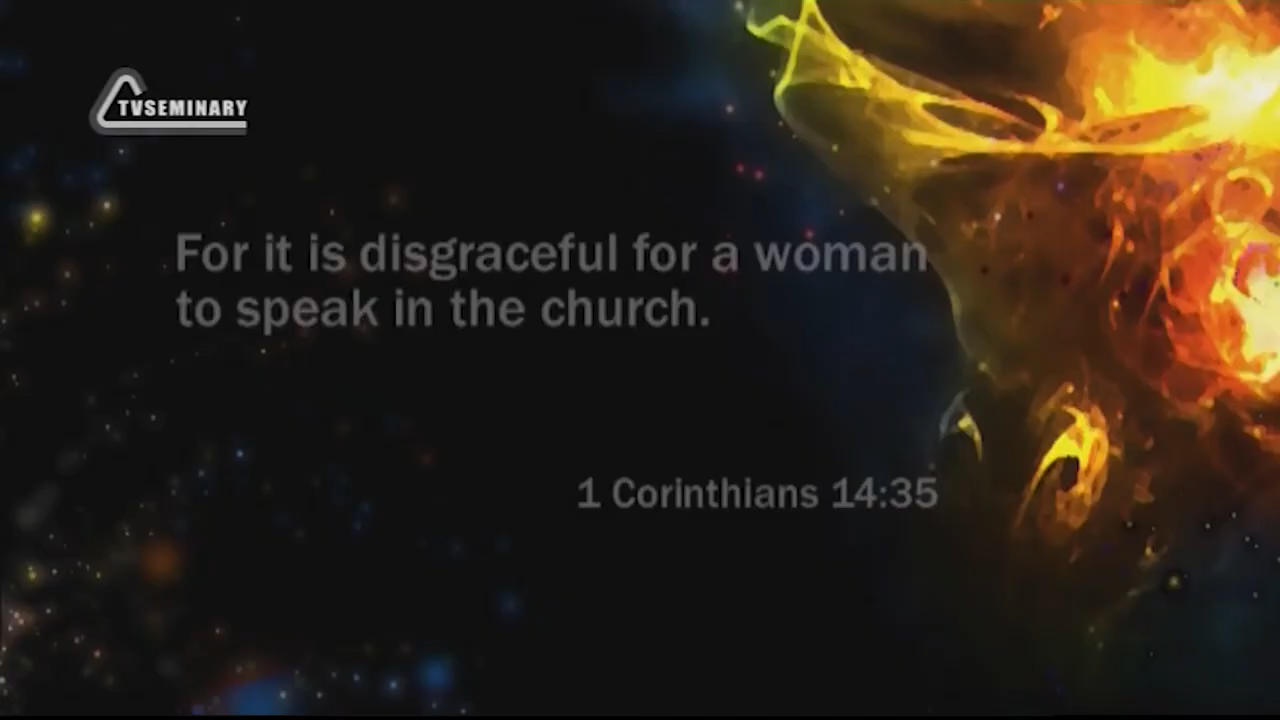 TVSEMINARY
For it is disgraceful for a woman
to speak in the church.
1 Corinthians 14:35